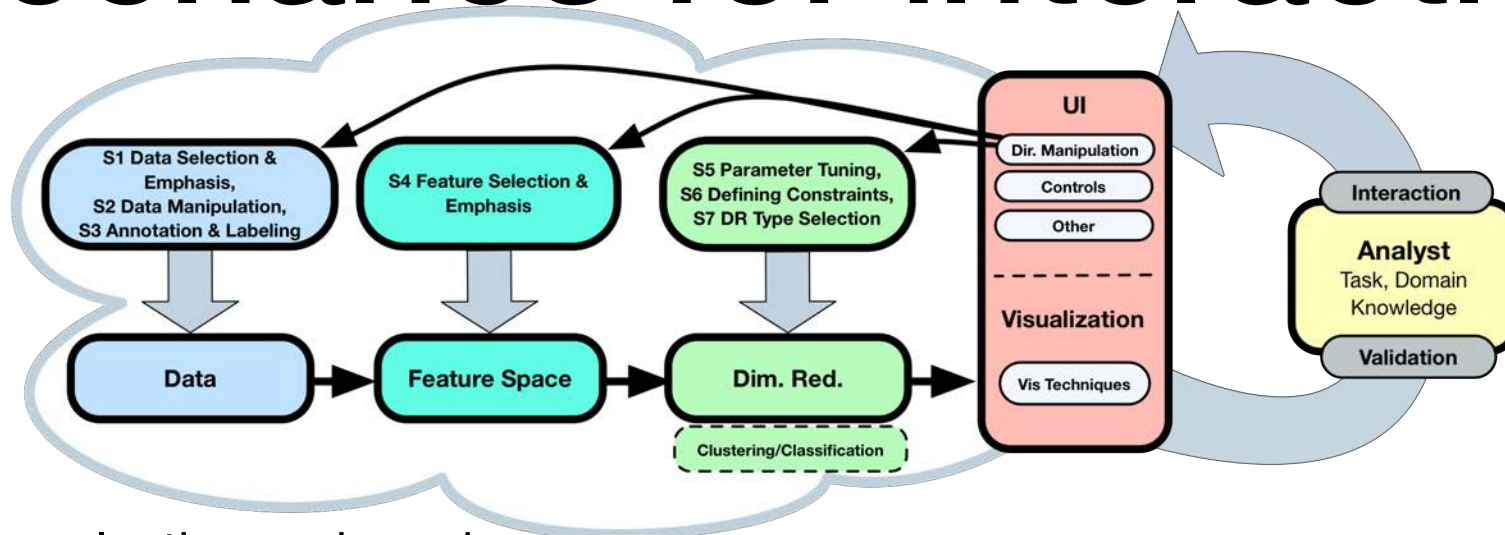 UI
S1 Data Selection &
Emphasis,
S2 Data Manipulation,
S3 Annotation & Labeling
S4 Feature Selection &
Emphasis
S5 Parameter Tuning,
S6 Defining Constraints,
S7 DR Type Selection
Dir. Manipulation
Controls
Other
Interaction
Analyst
Task, Domain
Knowledge
Validation
Visualization
Vis Techniques
Data
Feature Space
Dim. Red.
Clustering/Classification